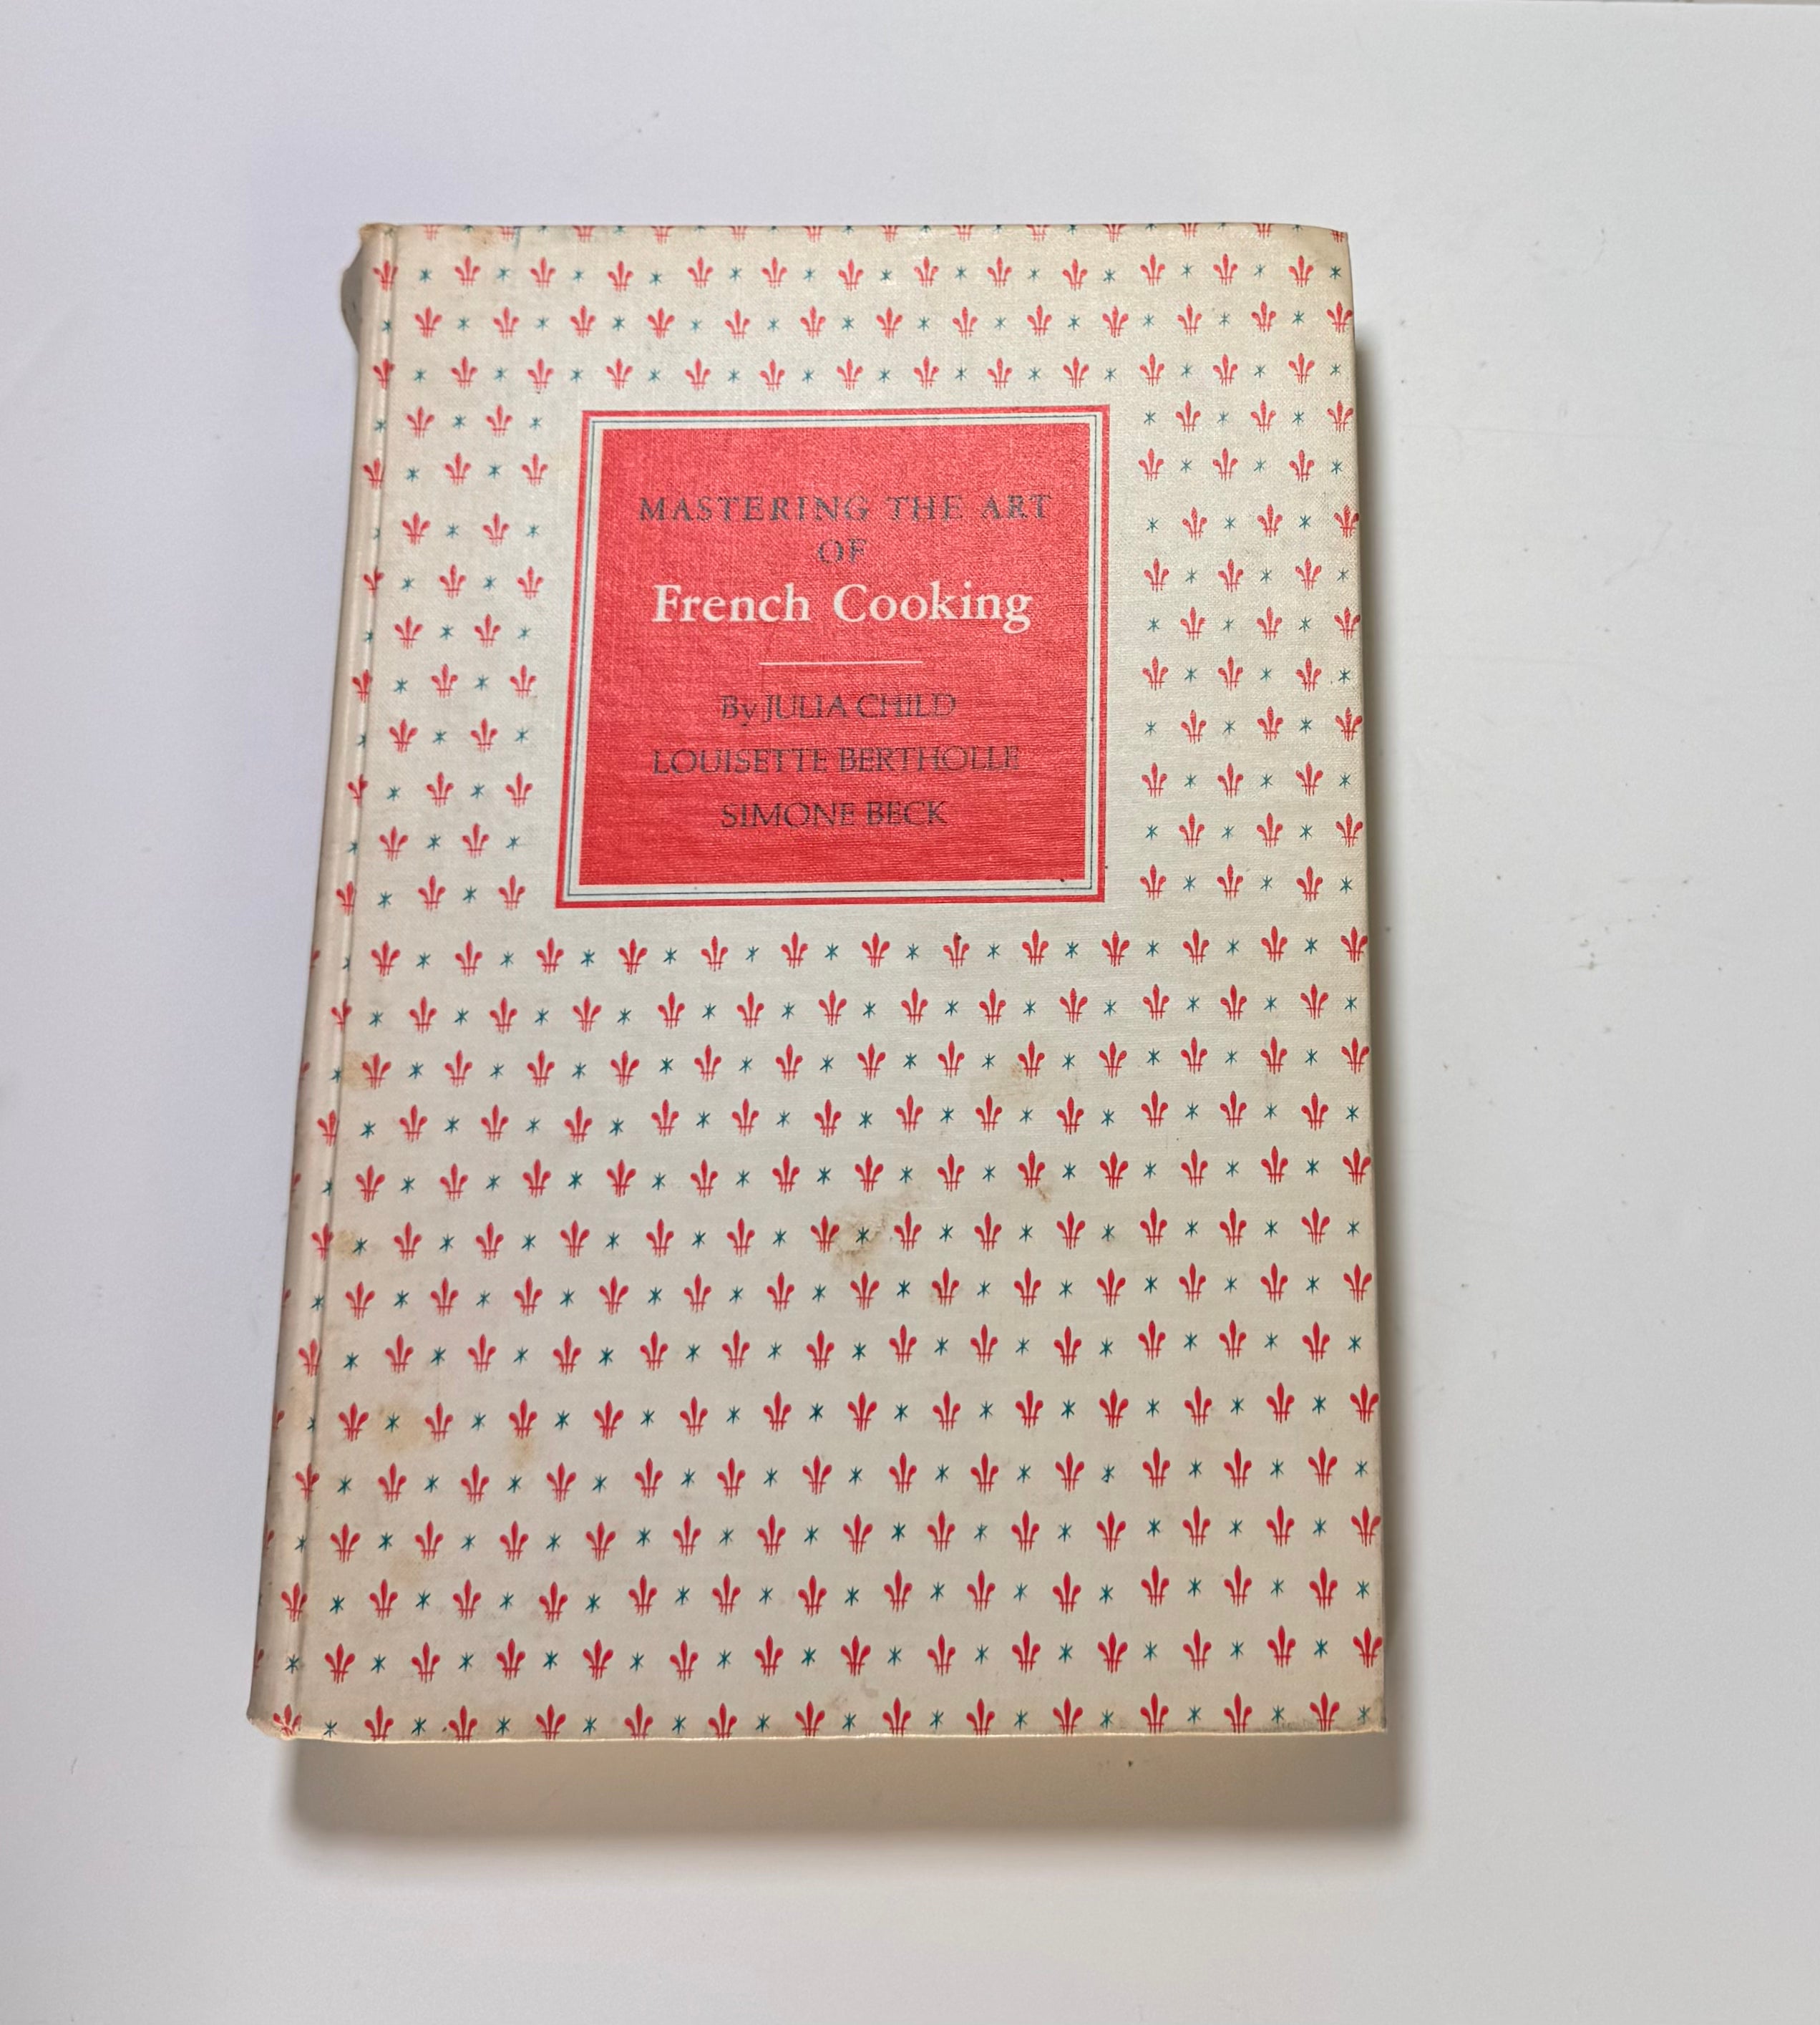 MASTERING THE ART
OF
French Cooking
By JULIA CHILD
LOUISETTE BERTHOLLE
SIMONE BECK